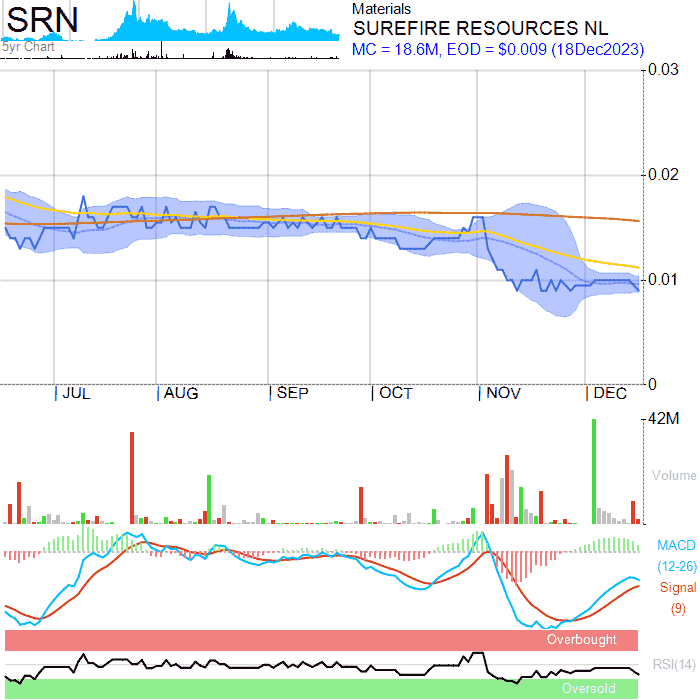 SRN
5yr Chart
Materials
SUREFIRE RESOURCES NL
MC = 18.6M, EOD = $0.009 (18Dec2023)
0.03
0.02
0.01
0
JUL AUG SEP OCT NOV DEC
42M
Volume
MACD
(12-26)
Signal
(9)
Overbought
RSI(14)
Oversold